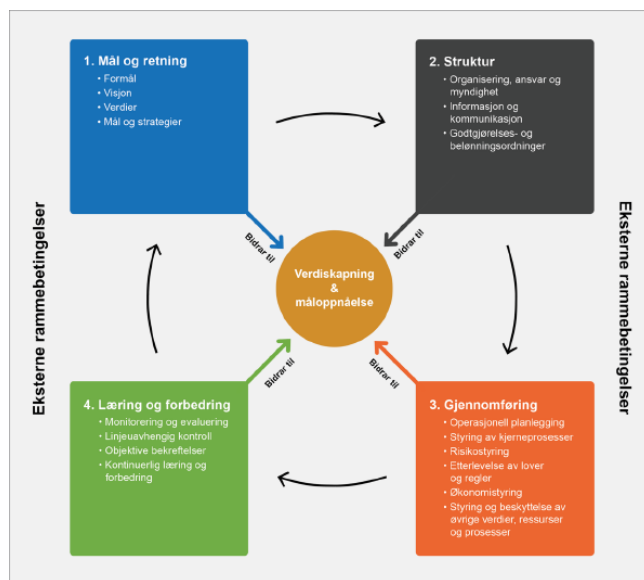 1. Mål og retning
• Formål
• Visjon
• Verdier
• Mål og strategier
2. Struktur
• Organisering, ansvar og
myndighet
• Informasjon og
kommunikasjon
• Godtgjørelses- og
belønningsordninger
Eksterne rammebetingelser
Eksterne rammebetingelser
Bidrar til
Bidrar til
Verdiskapning
&
måloppnåelse
Bidrar til
Bidrar til
4. Læring og forbedring
• Monitorering og evaluering
• Linjeuavhengig kontroll
• Objektive bekreftelser
• Kontinuerlig læring og
forbedring
3. Gjennomføring
• Operasjonell planlegging
• Styring av kjerneprosesser
• Risikostyring
• Etterlevelse av lover
og regler
• Økonomistyring
• Styring og beskyttelse av
øvrige verdier, ressurser
og prosesser